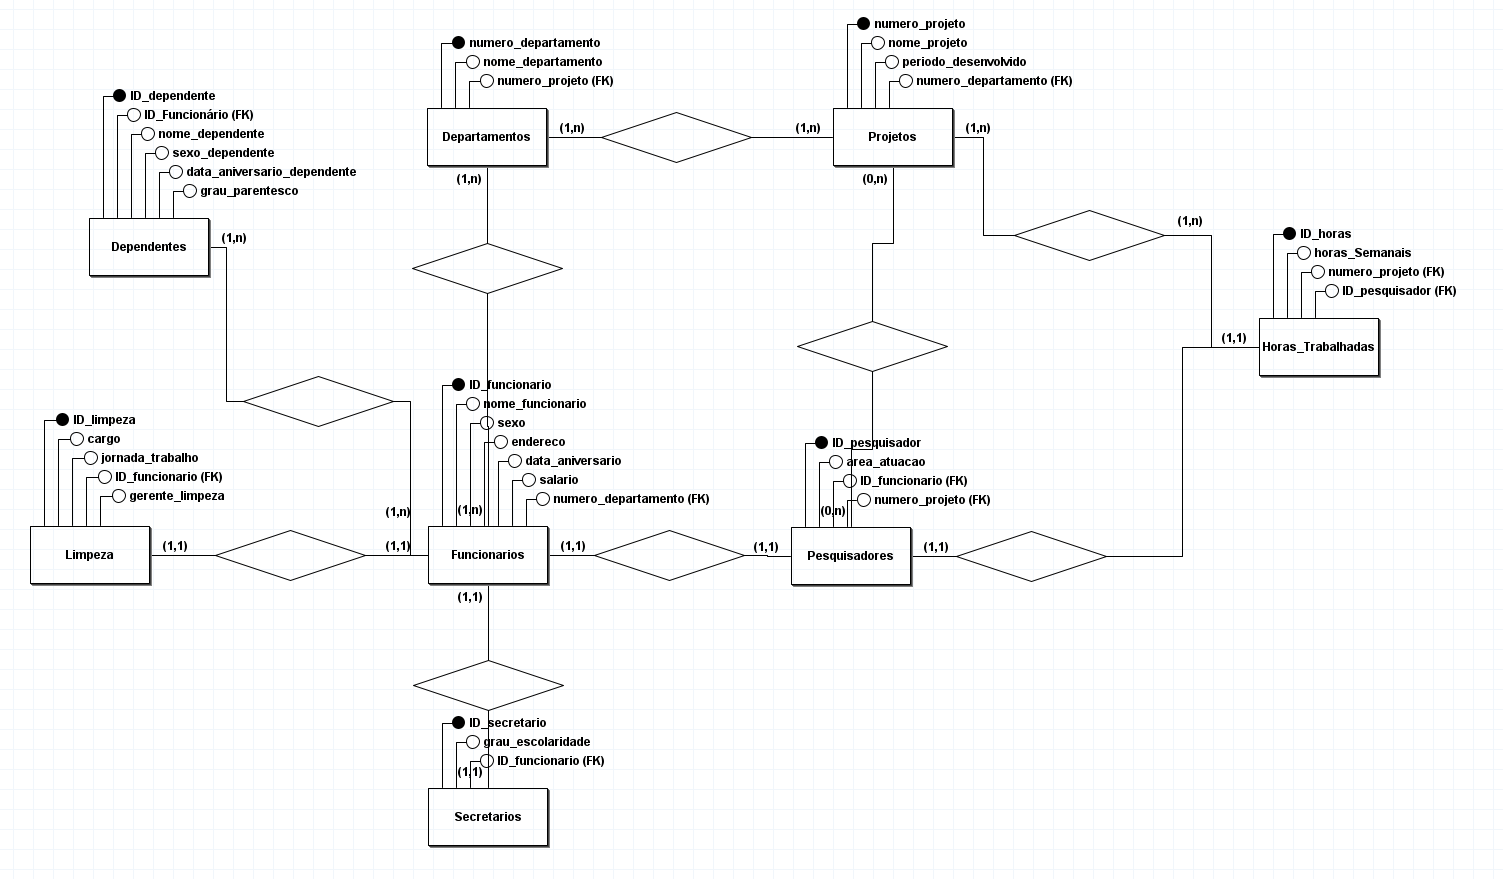 numero_departamento
nome_departamento
numero_projeto (FK)
Departamentos
(1,n)
(1,n)
(1,n)
numero_projeto
nome_projeto
periodo_desenvolvido
numero_departamento (FK)
Projetos
(1,n)
(0,n)
ID_dependente
ID_Funcionário (FK)
nome_dependente
sexo_dependente
data_aniversario_dependente
grau_parentesco
Dependentes
(1,n)
(1,n)
ID_horas
horas_Semanais
numero_projeto (FK)
ID_pesquisador (FK)
Horas_Trabalhadas
(1,1)
ID_limpeza
cargo
jornada_trabalho
ID_funcionario (FK)
gerente_limpeza
Limpeza
(1,1)
ID_funcionario
nome_funcionario
sexo
endereco
data_aniversario
salario
numero_departamento (FK)
(1,n)
(1,n)
(1,1)
Funcionarios
(1,1)
(1,1)
ID_pesquisador
area_atuacao
ID_funcionario (FK)
numero_projeto (FK)
(0,n)
(1,1)
Pesquisadores
(1,1)
ID_secretario
grau_escolaridade
ID_funcionario (FK)
(1,1)
Secretarios